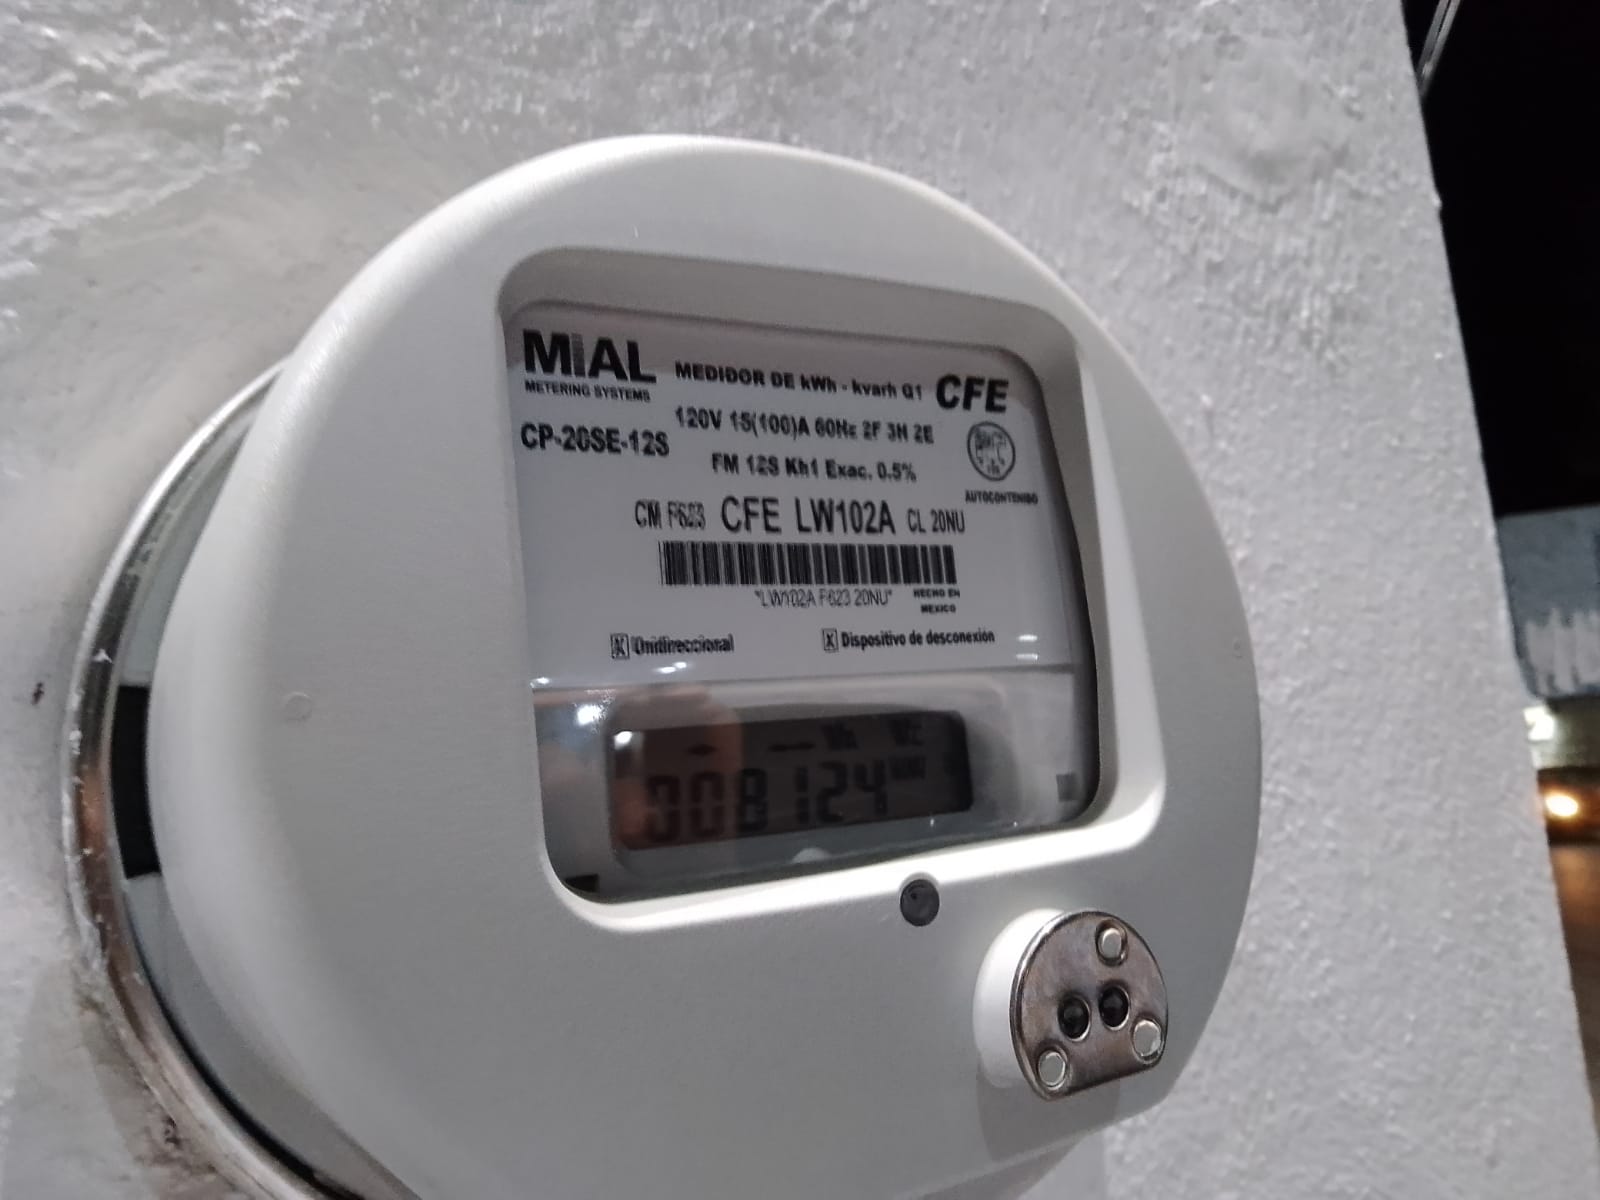 MIAL
METERING SYSTEMS
MEDIDOR DE kWh - kvarh Q1
CFE
120V 15(100)A 60Hz 2F 3H 2E
CP-20SE-12S
FM 12S Kh1 Exac. 0.5%
AUTOCONTENIDO
CM F623 CFE LW102A CL 20NU
*LW102A F623 20NU*
HECHO EN
MEXICO
X Unidireccional
X Dispositivo de desconexión
008124